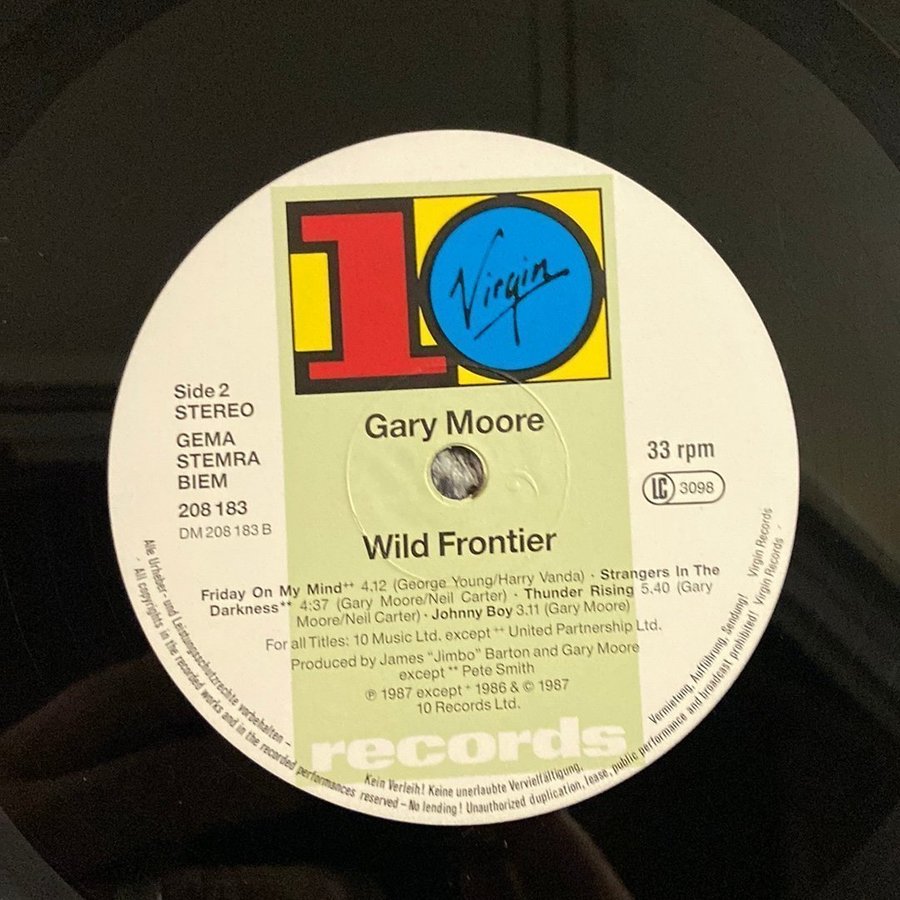 10
Virgin
Side 2
STEREO
GEMA
STEMRA
BIEM
208 183
DM 208 183 B
Gary Moore
33 rpm
LC 3098
Wild Frontier
Friday On My Mind⁺⁺ 4.12 (George Young/Harry Vanda) · Strangers In The
Darkness** 4:37 (Gary Moore/Neil Carter) · Thunder Rising 5.40 (Gary
Moore/Neil Carter) · Johnny Boy 3.11 (Gary Moore)
For all Titles: 10 Music Ltd. except ⁺⁺ United Partnership Ltd.
Produced by James "Jimbo" Barton and Gary Moore
except ** Pete Smith
℗ 1987 except ⁺ 1986 & © 1987
10 Records Ltd.
records
Alle Urheber- und Leistungsschutzrechte vorbehalten – Kein Verleih! Keine unerlaubte Vervielfältigung, Vermietung, Aufführung, Sendung! Virgin Records
- All copyrights in the recorded works and in the recorded performances reserved – No lending! Unauthorized duplication, lease, public performance and broadcast prohibited! Virgin Records -